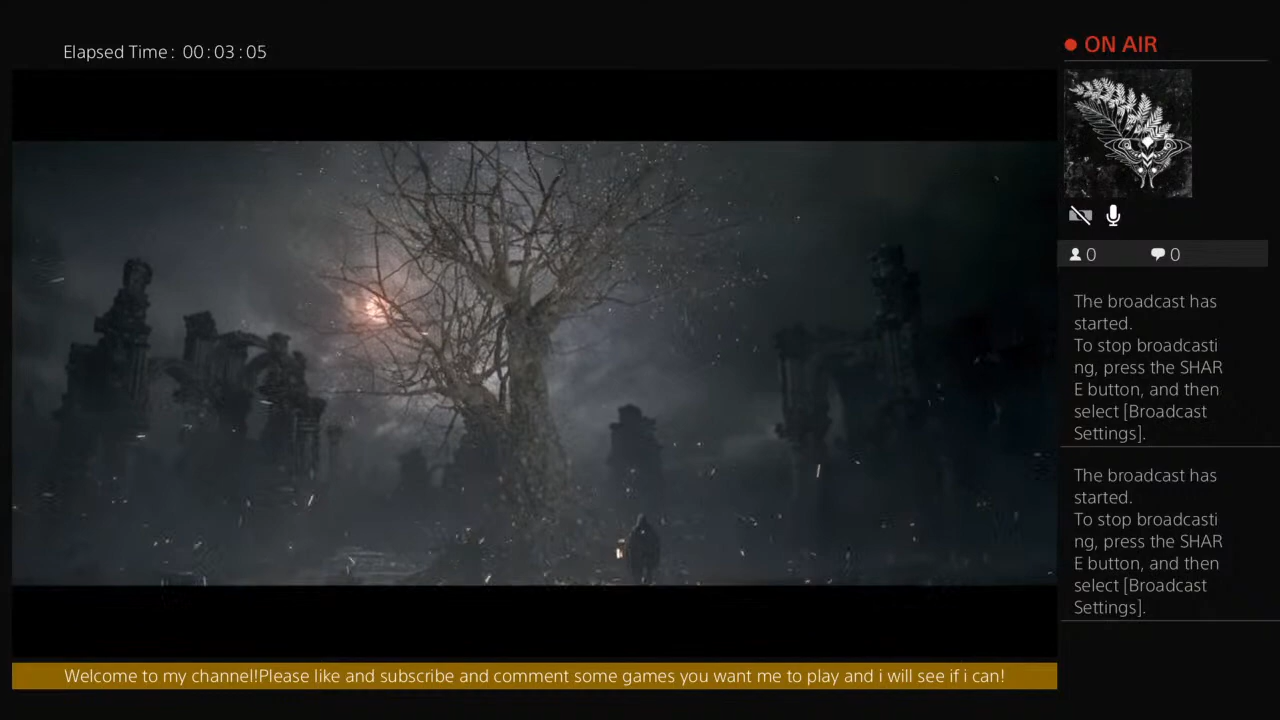 Elapsed Time: 00:03:05
ON AIR
0
0
The broadcast has
started.
To stop broadcasti
ng, press the SHAR
E button, and then
select [Broadcast
Settings].
The broadcast has
started.
To stop broadcasti
ng, press the SHAR
E button, and then
select [Broadcast
Settings].
Welcome to my channel!Please like and subscribe and comment some games you want me to play and i will see if i can!